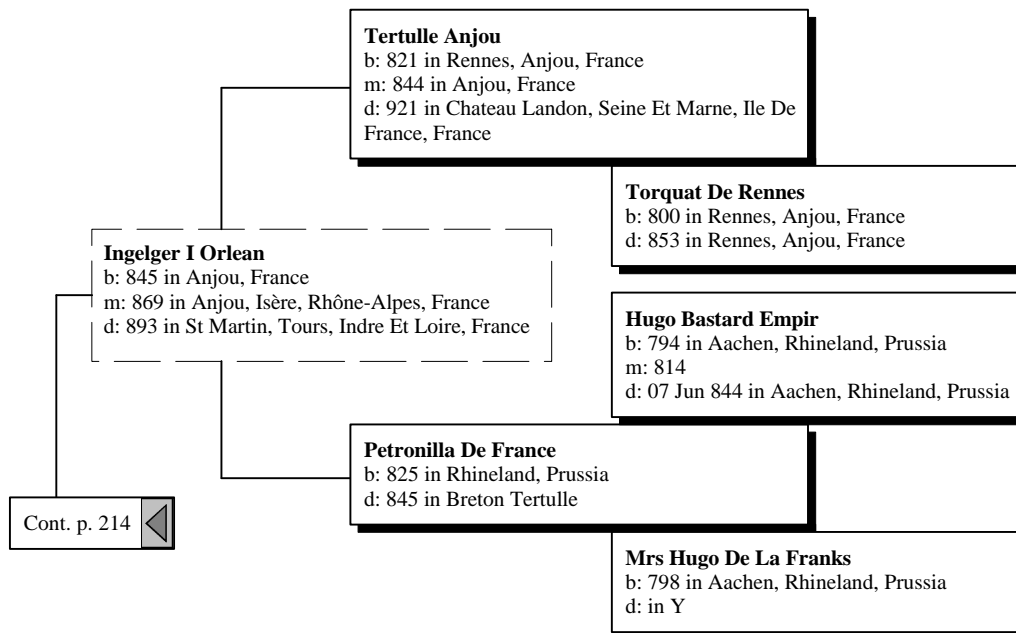 Tertulle Anjou
b: 821 in Rennes, Anjou, France
m: 844 in Anjou, France
d: 921 in Chateau Landon, Seine Et Marne, Ile De
France, France
Torquat De Rennes
b: 800 in Rennes, Anjou, France
d: 853 in Rennes, Anjou, France
Ingelger I Orlean
b: 845 in Anjou, France
m: 869 in Anjou, Isère, Rhône-Alpes, France
d: 893 in St Martin, Tours, Indre Et Loire, France
Hugo Bastard Empir
b: 794 in Aachen, Rhineland, Prussia
m: 814
d: 07 Jun 844 in Aachen, Rhineland, Prussia
Petronilla De France
b: 825 in Rhineland, Prussia
d: 845 in Breton Tertulle
Cont. p. 214
Mrs Hugo De La Franks
b: 798 in Aachen, Rhineland, Prussia
d: in Y